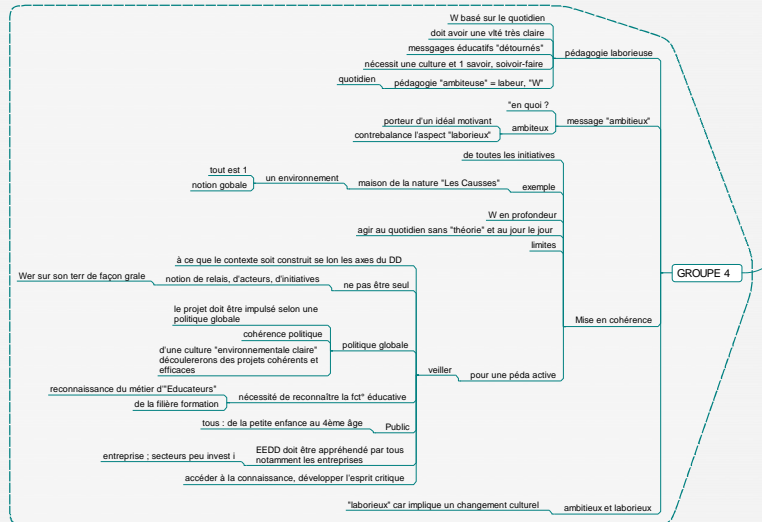 GROUPE 4
pédagogie laborieuse
W basé sur le quotidien
doit avoir une vité très claire
messgages éducatifs "détournés"
nécessit une culture et 1 savoir, soivoir-faire
pédagogie "ambiteuse" = labeur, "W"
quotidien
message "ambitieux"
"en quoi ?
ambiteux
porteur d'un idéal motivant
contrebalance l'aspect "laborieux"
Mise en cohérence
de toutes les initiatives
exemple
maison de la nature "Les Causses"
un environnement
tout est 1
notion gobale
W en profondeur
agir au quotidien sans "théorie" et au jour le jour
limites
pour une péda active
veiller
à ce que le contexte soit construit se lon les axes du DD
ne pas être seul
notion de relais, d'acteurs, d'initiatives
Wer sur son terr de façon grale
politique globale
le projet doit être impulsé selon une
politique globale
cohérence politique
d'une culture "environnementale claire"
découlererons des projets cohérents et
efficaces
nécessité de reconnaître la fct° éducative
reconnaissance du métier d'"Educateurs"
de la filière formation
Public
tous : de la petite enfance au 4ème âge
EEDD doit être appréhendé par tous
notamment les entreprises
entreprise ; secteurs peu invest i
accéder à la connaissance, développer l'esprit critique
ambitieux et laborieux
"laborieux" car implique un changement culturel